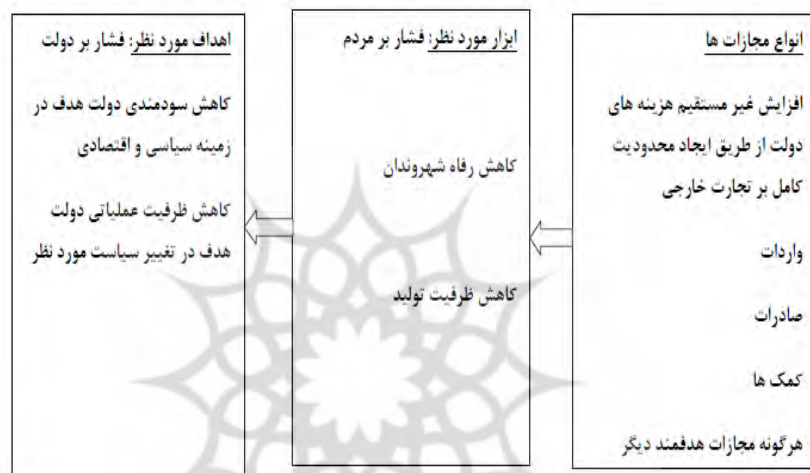 انواع مجازات ها
افزایش غیر مستقیم هزینه های
دولت از طریق ایجاد محدودیت
کامل بر تجارت خارجی
واردات
صادرات
کمک ها
هرگونه مجازات هدفمند دیگر
ابزار مورد نظر: فشار بر مردم
کاهش رفاه شهروندان
کاهش ظرفیت تولید
اهداف مورد نظر: فشار بر دولت
کاهش سودمندی دولت هدف در
زمینه سیاسی و اقتصادی
کاهش ظرفیت عملیاتی دولت
هدف در تغییر سیاست مورد نظر